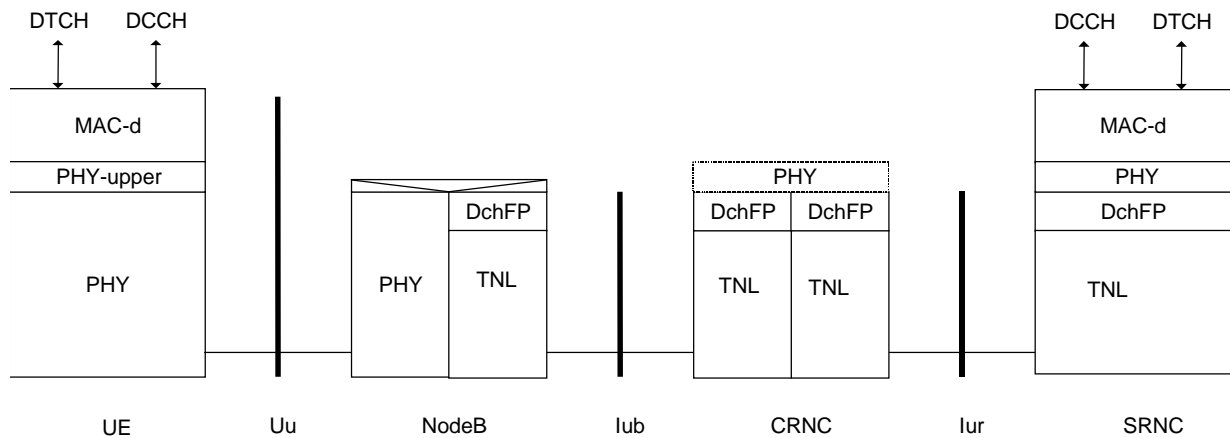 DTCH DCCH DCCH DTCH
MAC-d MAC-d
PHY-upper PHY PHY
DchFP DchFP DchFP DchFP
PHY PHY TNL TNL TNL TNL
UE Uu NodeB Iub CRNC Iur SRNC